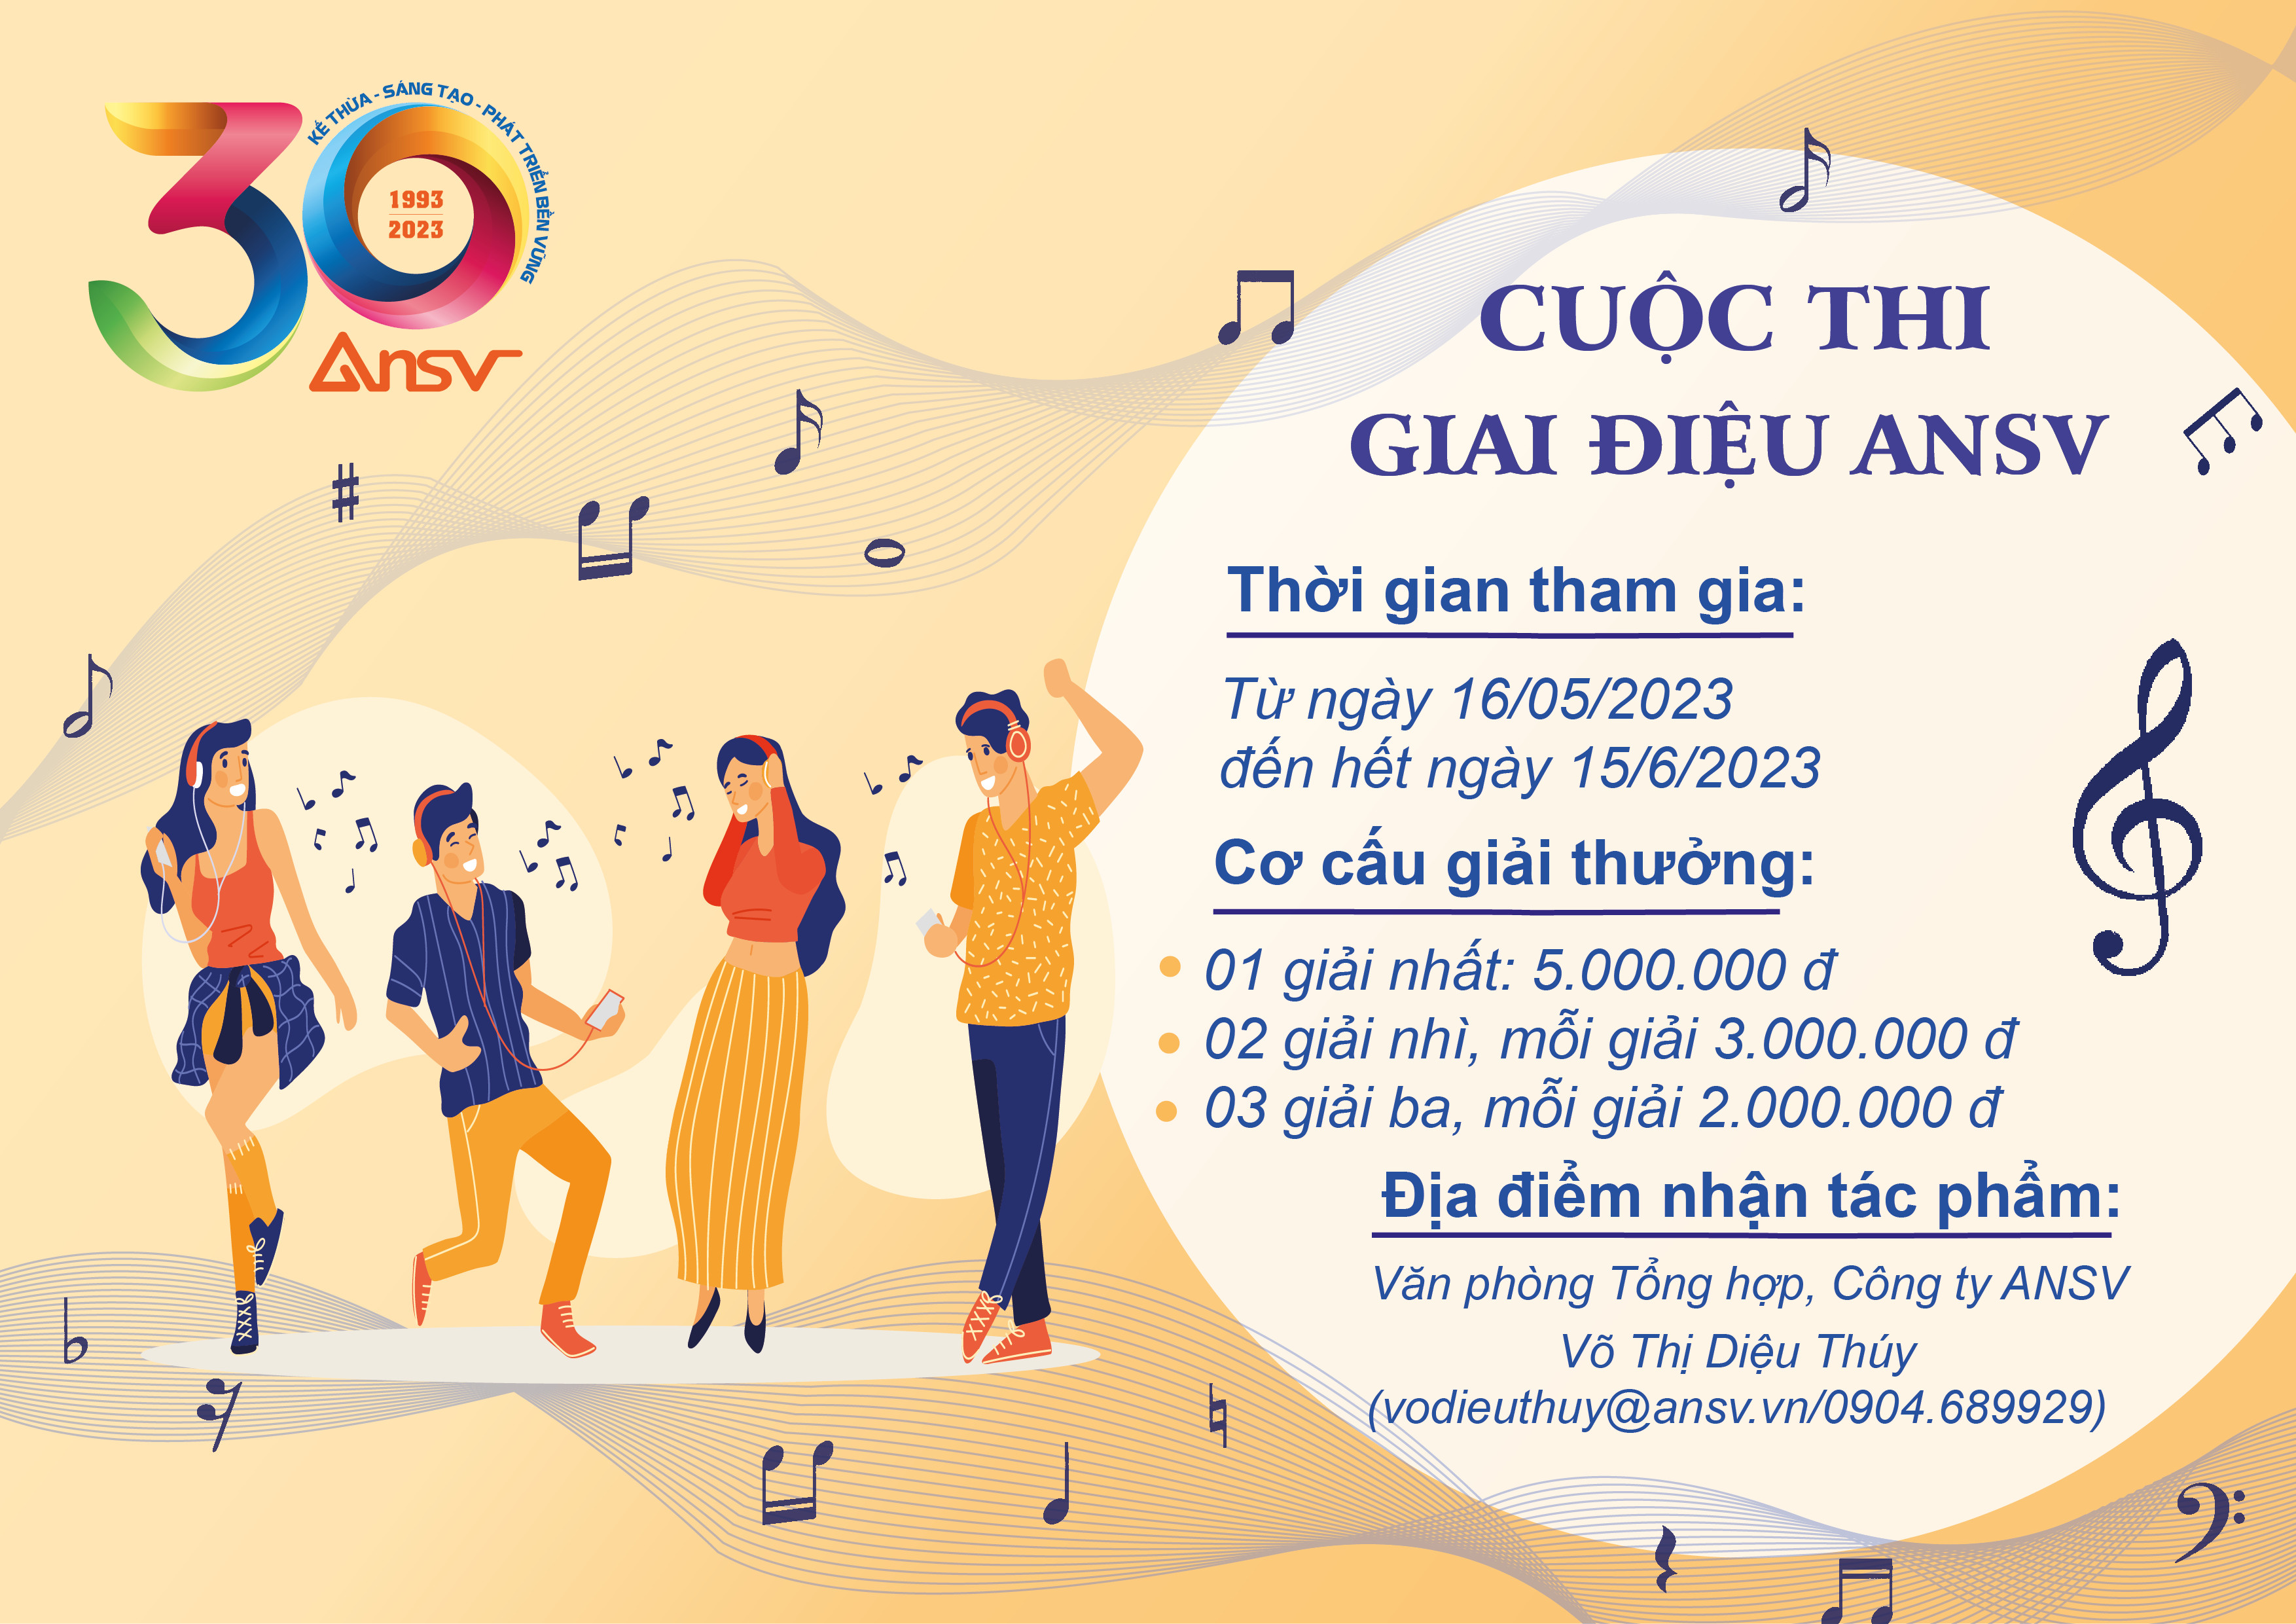 KẾ THỪA - SÁNG TẠO - PHÁT TRIỂN BỀN VỮNG
30
1993
2023
Ansv
CUỘC THI
GIAI ĐIỆU ANSV
Thời gian tham gia:
Từ ngày 16/05/2023
đến hết ngày 15/6/2023
Cơ cấu giải thưởng:
01 giải nhất: 5.000.000 đ
02 giải nhì, mỗi giải 3.000.000 đ
03 giải ba, mỗi giải 2.000.000 đ
Địa điểm nhận tác phẩm:
Văn phòng Tổng hợp, Công ty ANSV
Võ Thị Diệu Thúy
(vodieuthuy@ansv.vn/0904.689929)